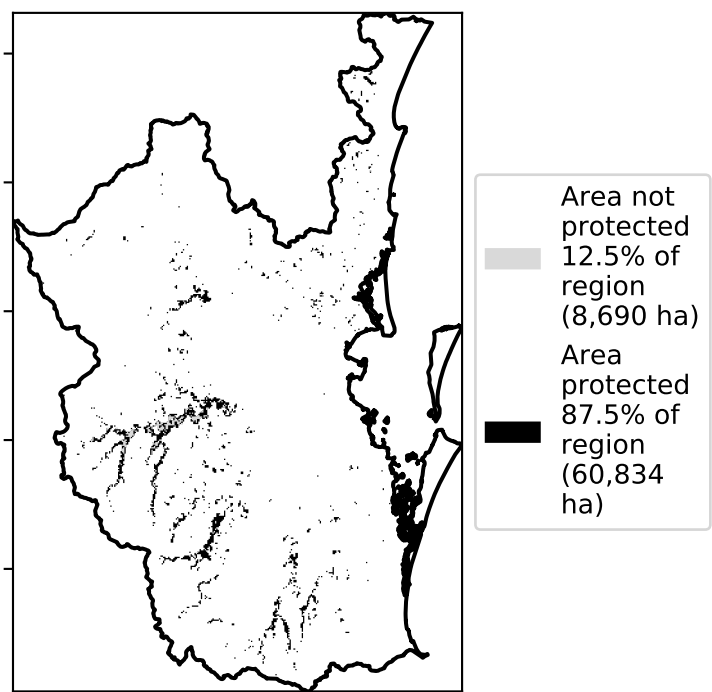 Area not
protected
12.5% of
region
(8,690 ha)
Area
protected
87.5% of
region
(60,834
ha)